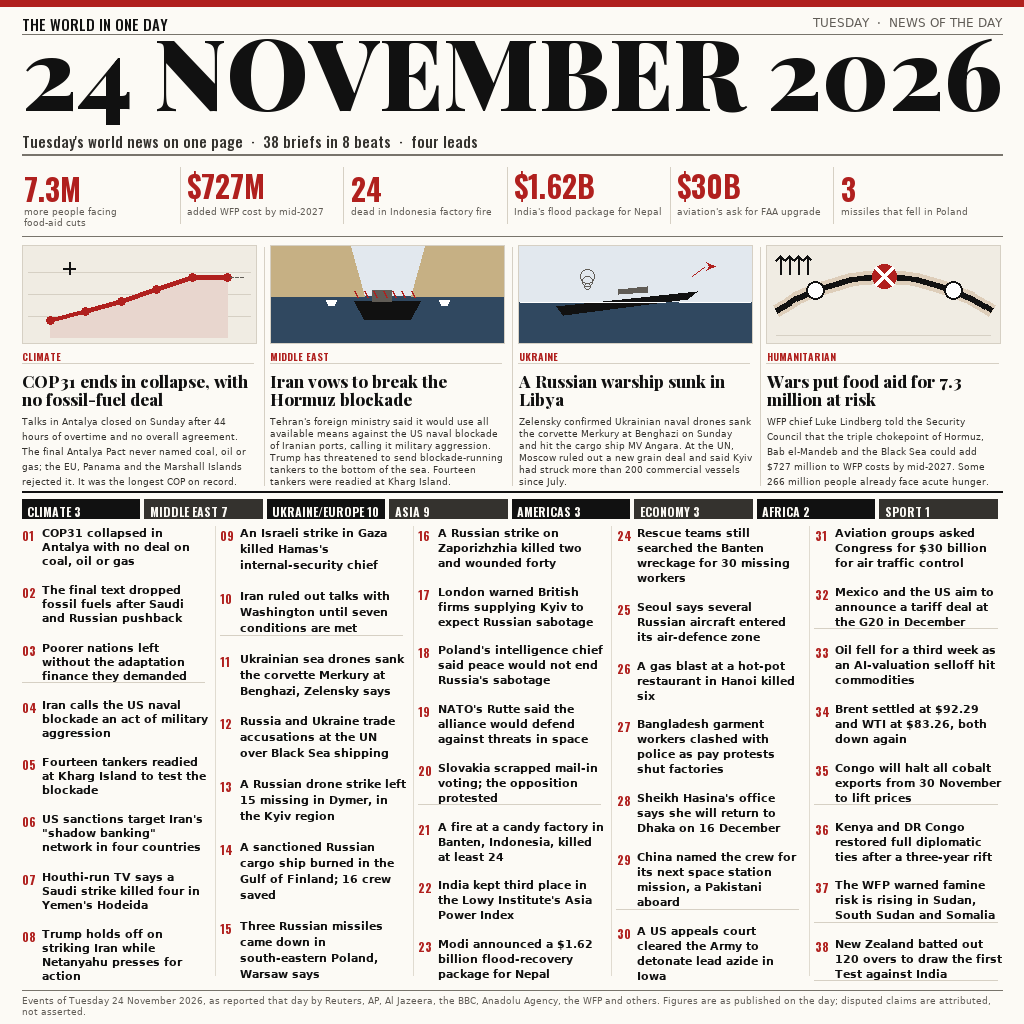 THE WORLD IN ONE DAY
TUESDAY · NEWS OF THE DAY
24 NOVEMBER 2026
Tuesday's world news on one page · 38 briefs in 8 beats · four leads
7.3M
more people facing
food-aid cuts
$727M
added WFP cost by mid-2027
24
dead in Indonesia factory fire
$1.62B
India's flood package for Nepal
$30B
aviation's ask for FAA upgrade
3
missiles that fell in Poland
CLIMATE
COP31 ends in collapse, with
no fossil-fuel deal
Talks in Antalya closed on Sunday after 44
hours of overtime and no overall agreement.
The final Antalya Pact never named coal, oil or
gas; the EU, Panama and the Marshall Islands
rejected it. It was the longest COP on record.
MIDDLE EAST
Iran vows to break the
Hormuz blockade
Tehran's foreign ministry said it would use all
available means against the US naval blockade
of Iranian ports, calling it military aggression.
Trump has threatened to send blockade-running
tankers to the bottom of the sea. Fourteen
tankers were readied at Kharg Island.
UKRAINE
A Russian warship sunk in
Libya
Zelensky confirmed Ukrainian naval drones sank
the corvette Merkury at Benghazi on Sunday
and hit the cargo ship MV Angara. At the UN,
Moscow ruled out a new grain deal and said Kyiv
had struck more than 200 commercial vessels
since July.
HUMANITARIAN
Wars put food aid for 7.3
million at risk
WFP chief Luke Lindberg told the Security
Council that the triple chokepoint of Hormuz,
Bab el-Mandeb and the Black Sea could add
$727 million to WFP costs by mid-2027. Some
266 million people already face acute hunger.
CLIMATE 3
MIDDLE EAST 7
UKRAINE/EUROPE 10
ASIA 9
AMERICAS 3
ECONOMY 3
AFRICA 2
SPORT 1
01 COP31 collapsed in
Antalya with no deal on
coal, oil or gas
02 The final text dropped
fossil fuels after Saudi
and Russian pushback
03 Poorer nations left
without the adaptation
finance they demanded
04 Iran calls the US naval
blockade an act of military
aggression
05 Fourteen tankers readied
at Kharg Island to test the
blockade
06 US sanctions target Iran's
"shadow banking"
network in four countries
07 Houthi-run TV says a
Saudi strike killed four in
Yemen's Hodeida
08 Trump holds off on
striking Iran while
Netanyahu presses for
action
09 An Israeli strike in Gaza
killed Hamas's
internal-security chief
10 Iran ruled out talks with
Washington until seven
conditions are met
11 Ukrainian sea drones sank
the corvette Merkury at
Benghazi, Zelensky says
12 Russia and Ukraine trade
accusations at the UN
over Black Sea shipping
13 A Russian drone strike left
15 missing in Dymer, in
the Kyiv region
14 A sanctioned Russian
cargo ship burned in the
Gulf of Finland; 16 crew
saved
15 Three Russian missiles
came down in
south-eastern Poland,
Warsaw says
16 A Russian strike on
Zaporizhzhia killed two
and wounded forty
17 London warned British
firms supplying Kyiv to
expect Russian sabotage
18 Poland's intelligence chief
said peace would not end
Russia's sabotage
19 NATO's Rutte said the
alliance would defend
against threats in space
20 Slovakia scrapped mail-in
voting; the opposition
protested
21 A fire at a candy factory in
Banten, Indonesia, killed
at least 24
22 India kept third place in
the Lowy Institute's Asia
Power Index
23 Modi announced a $1.62
billion flood-recovery
package for Nepal
24 Rescue teams still
searched the Banten
wreckage for 30 missing
workers
25 Seoul says several
Russian aircraft entered
its air-defence zone
26 A gas blast at a hot-pot
restaurant in Hanoi killed
six
27 Bangladesh garment
workers clashed with
police as pay protests
shut factories
28 Sheikh Hasina's office
says she will return to
Dhaka on 16 December
29 China named the crew for
its next space station
mission, a Pakistani
aboard
30 A US appeals court
cleared the Army to
detonate lead azide in
Iowa
31 Aviation groups asked
Congress for $30 billion
for air traffic control
32 Mexico and the US aim to
announce a tariff deal at
the G20 in December
33 Oil fell for a third week as
an AI-valuation selloff hit
commodities
34 Brent settled at $92.29
and WTI at $83.26, both
down again
35 Congo will halt all cobalt
exports from 30 November
to lift prices
36 Kenya and DR Congo
restored full diplomatic
ties after a three-year rift
37 The WFP warned famine
risk is rising in Sudan,
South Sudan and Somalia
38 New Zealand batted out
120 overs to draw the first
Test against India
Events of Tuesday 24 November 2026, as reported that day by Reuters, AP, Al Jazeera, the BBC, Anadolu Agency, the WFP and others. Figures are as published on the day; disputed claims are attributed,
not asserted.